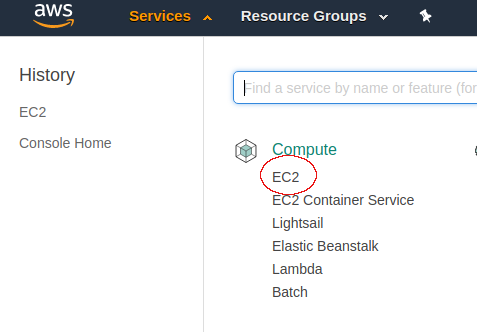 aws Services Resource Groups
History
EC2
Console Home
Find a service by name or feature (for
Compute
EC2
EC2 Container Service
Lightsail
Elastic Beanstalk
Lambda
Batch